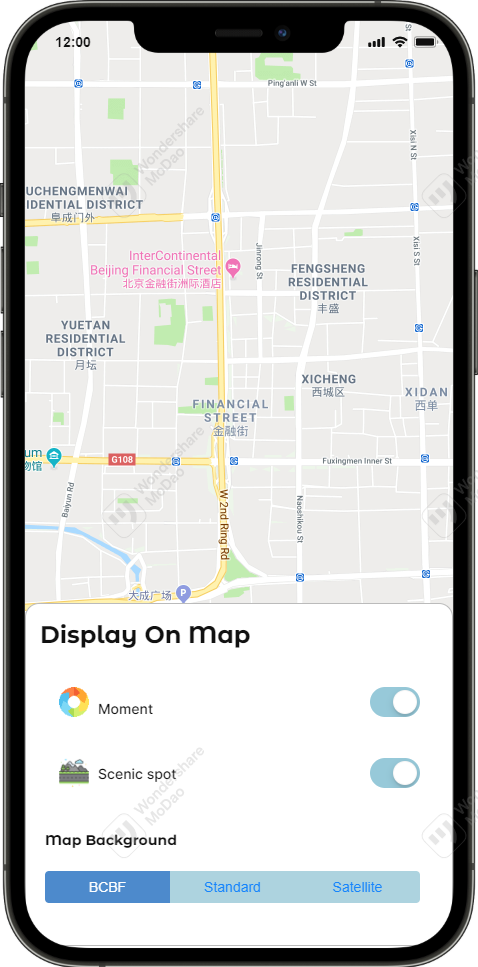 12:00
Ping'anli W St
Xisi N St
Wondershare
MoDao
UCHENGMENWAI
IDENTIAL DISTRICT
阜成门外
InterContinental
Beijing Financial Street
北京金融街洲际酒店
Jinrong St
Xisi S St
FENGSHENG
RESIDENTIAL
DISTRICT
丰盛
YUETAN
RESIDENTIAL
DISTRICT
月坛
XICHENG
西城区
XIDAN
西单
FINANCIAL
STREET
金融街
um
物馆
G108
Fuxingmen Inner St
Baiyun Rd
Wondershare
MoDao
W 2nd Ring Rd
Naoshikou St
大成广场
P
Display On Map
Moment
Scenic spot
Wondershare
MoDao
Map Background
BCBF
Standard
Satellite